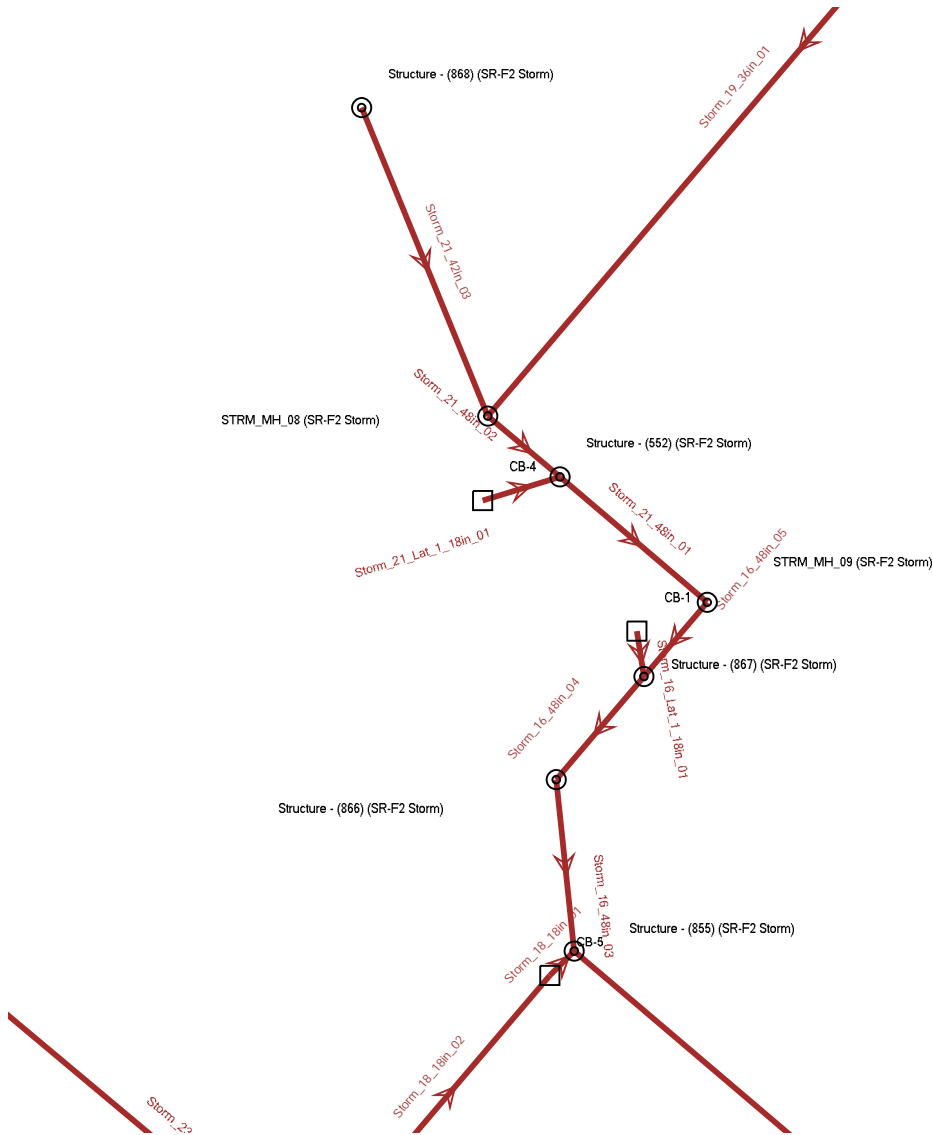 Structure - (868) (SR-F2 Storm)
Storm_19_36in_01
Storm_21_42in_03
Storm_21_48in_02
STRM_MH_08 (SR-F2 Storm)
Structure - (552) (SR-F2 Storm)
CB-4
Storm_21_48in_01
Storm_21_Lat_1_18in_01
Storm_16_48in_05
STRM_MH_09 (SR-F2 Storm)
CB-1
Structure - (867) (SR-F2 Storm)
Storm_16_Lat_1_18in_01
Storm_16_48in_04
Structure - (866) (SR-F2 Storm)
Storm_16_48in_03
Storm_18_18in_01
Structure - (855) (SR-F2 Storm)
CB-5
Storm_18_18in_02
Storm_23